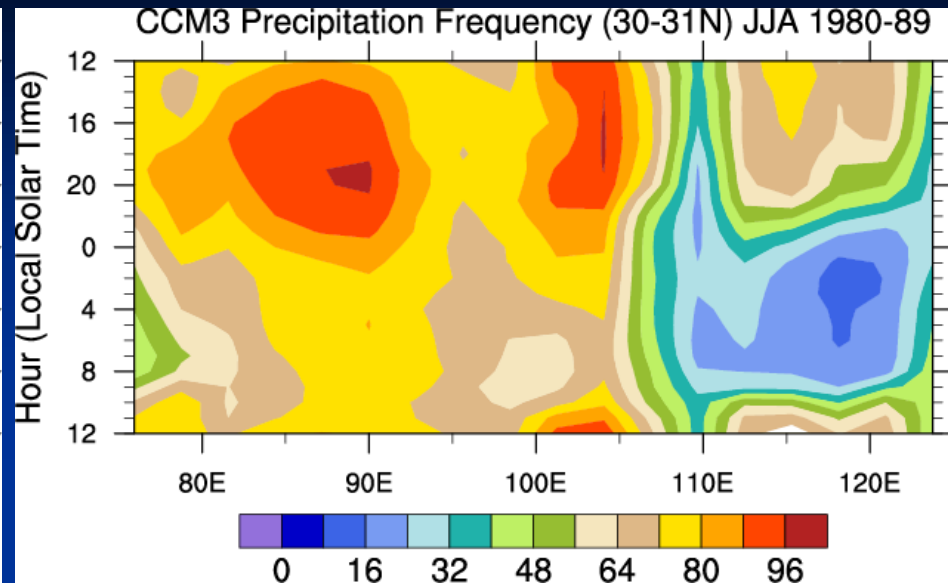 CCM3 Precipitation Frequency (30-31N) JJA 1980-89
Hour (Local Solar Time)
12
16
20
0
4
8
12
80E 90E 100E 110E 120E
0 16 32 48 64 80 96